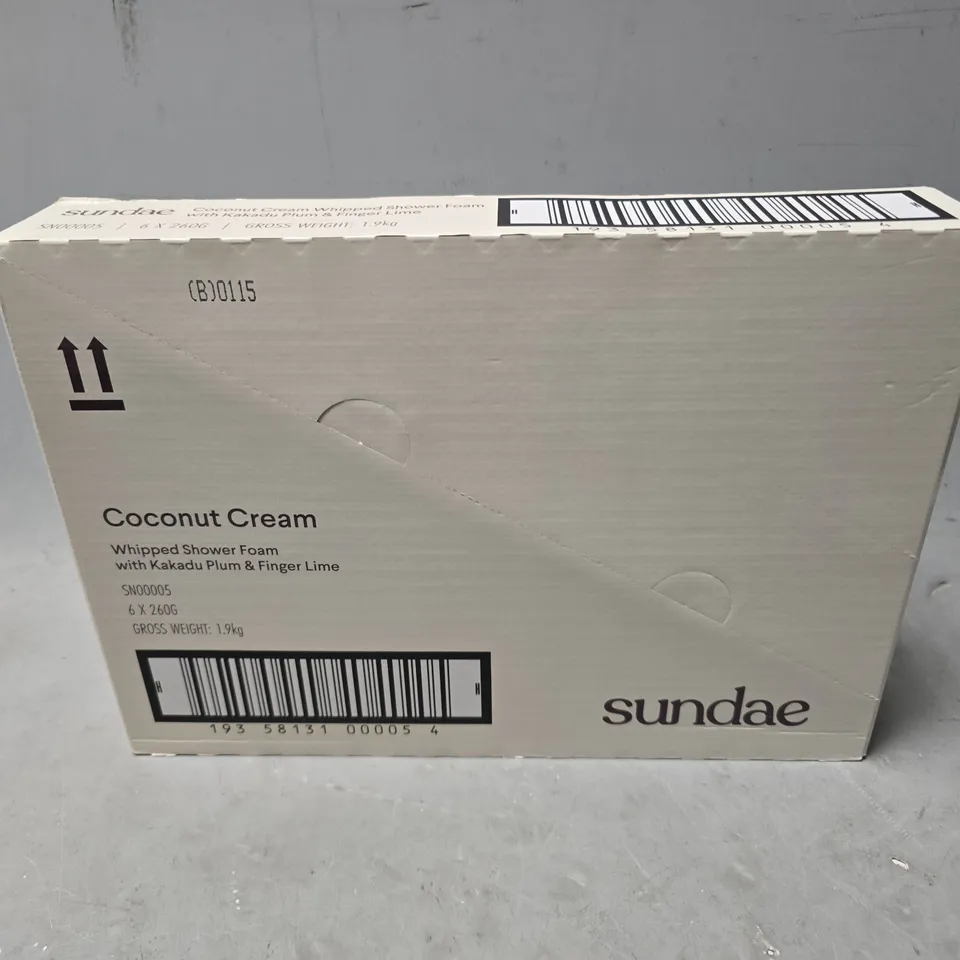 sundae
Coconut Cream Whipped Shower Foam
with Kakadu Plum & Finger Lime
SN00005 / 6 X 260G / GROSS WEIGHT: 1.9kg
H H
193 58131 00005 4
(B)0115
Coconut Cream
Whipped Shower Foam
with Kakadu Plum & Finger Lime
SN00005
6 X 260G
GROSS WEIGHT: 1.9kg
H H
193 58131 00005 4
sundae